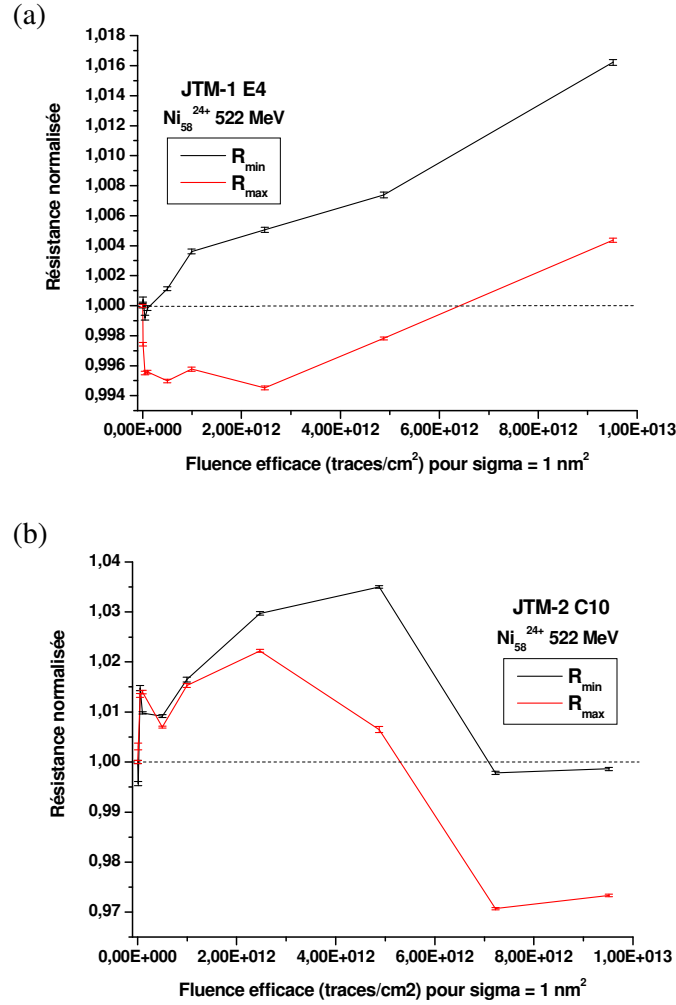 (a)
1,018
1,016
1,014
1,012
1,010
1,008
1,006
1,004
1,002
1,000
0,998
0,996
0,994
Résistance normalisée
JTM-1 E4
Ni58 24+ 522 MeV
Rmin
Rmax
0,00E+000 2,00E+012 4,00E+012 6,00E+012 8,00E+012 1,00E+013
Fluence efficace (traces/cm²) pour sigma = 1 nm²
(b)
1,04
1,03
1,02
1,01
1,00
0,99
0,98
0,97
Résistance normalisée
JTM-2 C10
Ni58 24+ 522 MeV
Rmin
Rmax
0,00E+000 2,00E+012 4,00E+012 6,00E+012 8,00E+012 1,00E+013
Fluence efficace (traces/cm2) pour sigma = 1 nm²